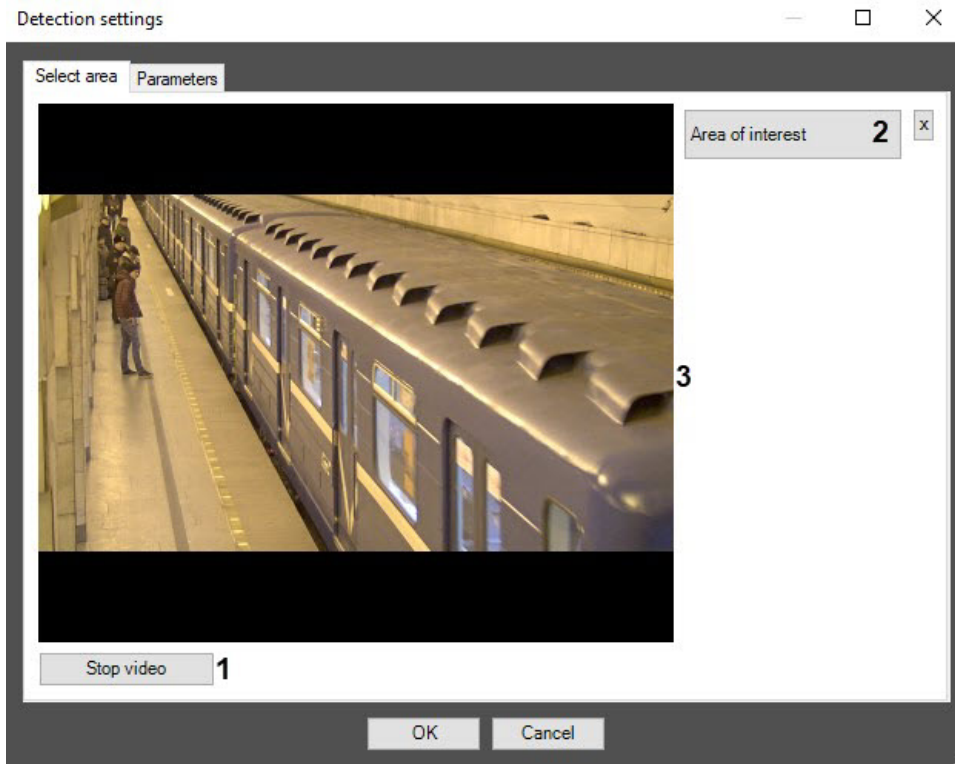 Detection settings
Select area
Parameters
Area of interest 2
x
3
Stop video 1
OK
Cancel